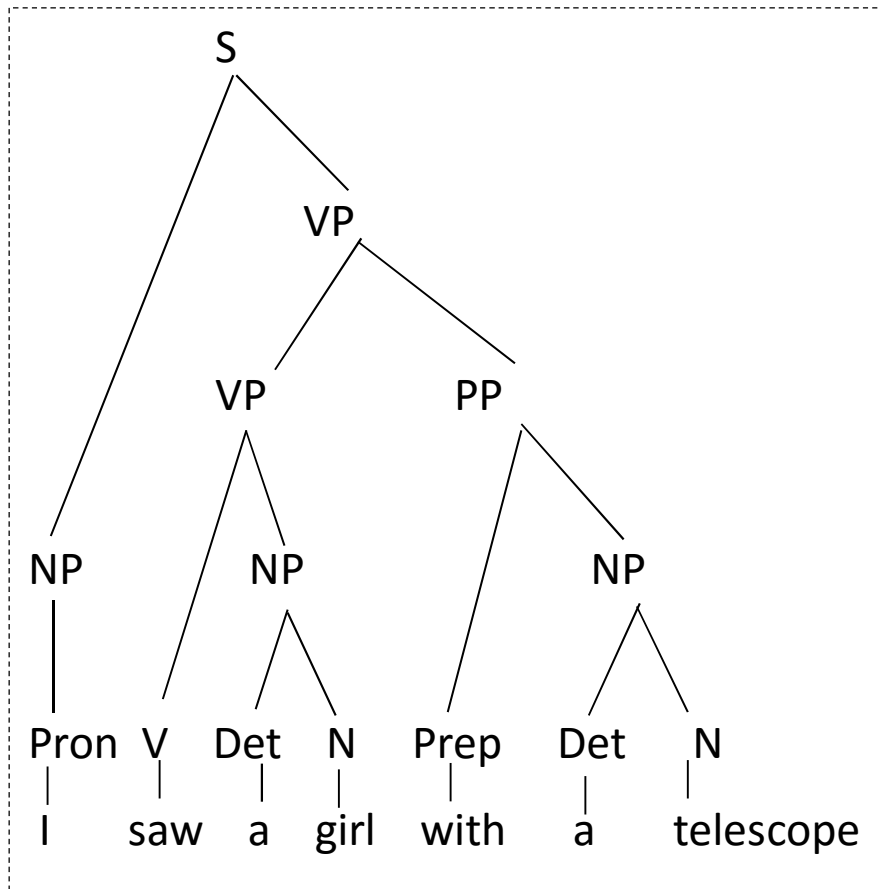 S
VP
VP PP
NP NP NP
Pron V Det N Prep Det N
I saw a girl with a telescope